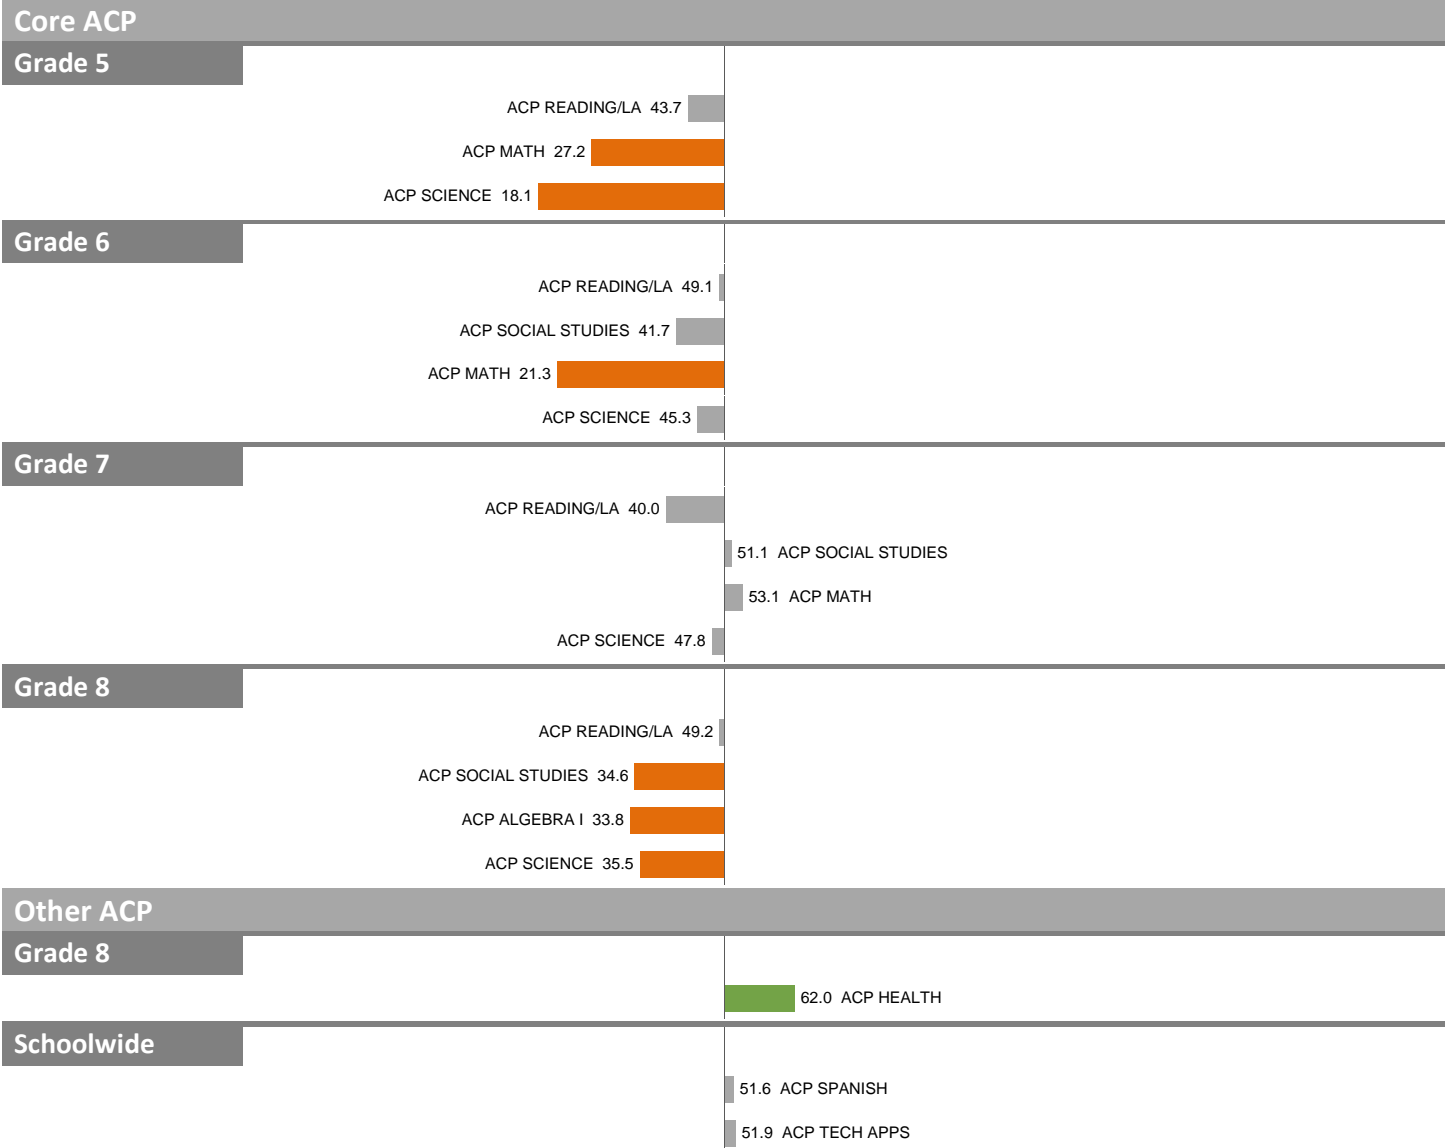 Core ACP
Grade 5
ACP READING/LA 43.7
ACP MATH 27.2
ACP SCIENCE 18.1
Grade 6
ACP READING/LA 49.1
ACP SOCIAL STUDIES 41.7
ACP MATH 21.3
ACP SCIENCE 45.3
Grade 7
ACP READING/LA 40.0
51.1 ACP SOCIAL STUDIES
53.1 ACP MATH
ACP SCIENCE 47.8
Grade 8
ACP READING/LA 49.2
ACP SOCIAL STUDIES 34.6
ACP ALGEBRA I 33.8
ACP SCIENCE 35.5
Other ACP
Grade 8
62.0 ACP HEALTH
Schoolwide
51.6 ACP SPANISH
51.9 ACP TECH APPS